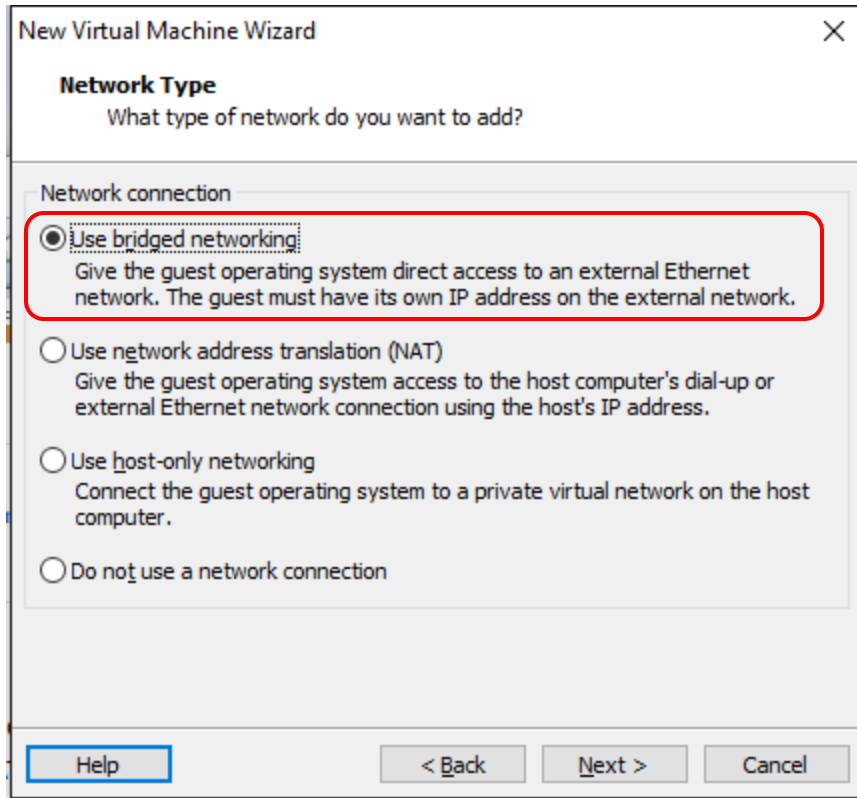 New Virtual Machine Wizard
Network Type
What type of network do you want to add?
Network connection
Use bridged networking
Give the guest operating system direct access to an external Ethernet
network. The guest must have its own IP address on the external network.
Use network address translation (NAT)
Give the guest operating system access to the host computer's dial-up or
external Ethernet network connection using the host's IP address.
Use host-only networking
Connect the guest operating system to a private virtual network on the host
computer.
Do not use a network connection
Help
< Back
Next >
Cancel